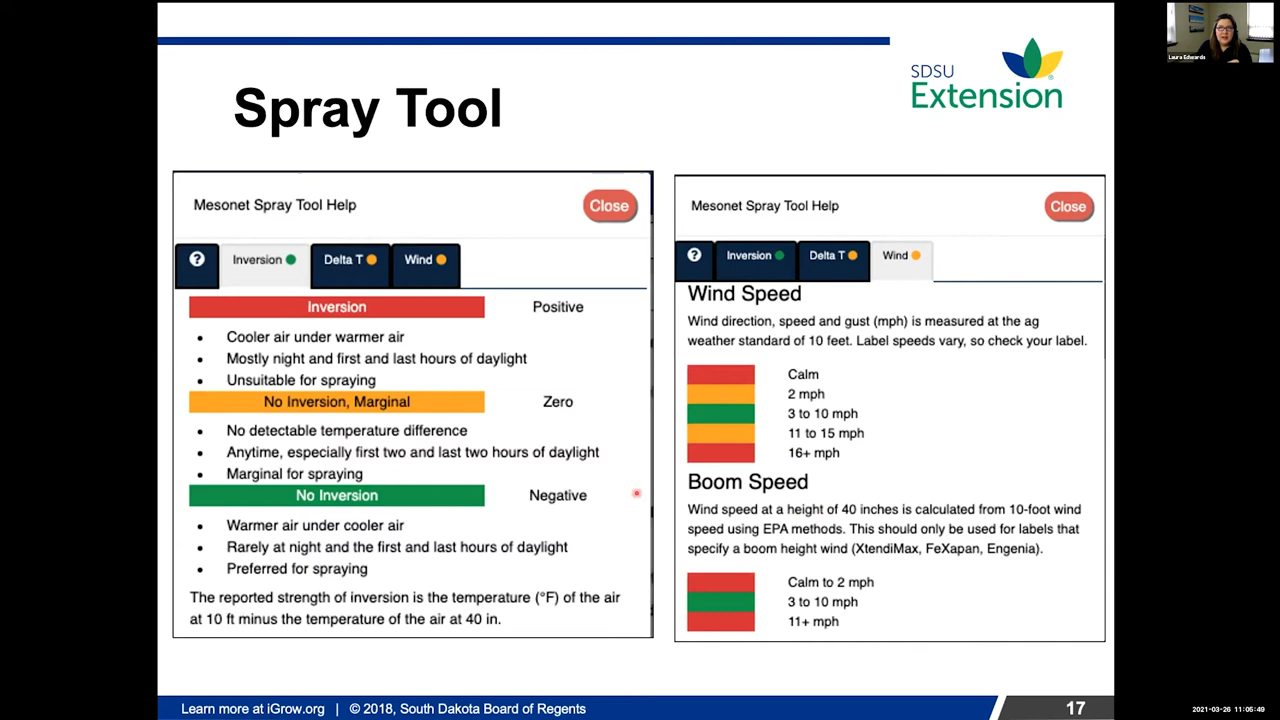 Spray Tool
SDSU
Extension
Laura Edwards
Mesonet Spray Tool Help
Close
?
Inversion
Delta T
Wind
Inversion
Positive
• Cooler air under warmer air
• Mostly night and first and last hours of daylight
• Unsuitable for spraying
No Inversion, Marginal
Zero
• No detectable temperature difference
• Anytime, especially first two and last two hours of daylight
• Marginal for spraying
No Inversion
Negative
• Warmer air under cooler air
• Rarely at night and the first and last hours of daylight
• Preferred for spraying
The reported strength of inversion is the temperature (°F) of the air
at 10 ft minus the temperature of the air at 40 in.
Mesonet Spray Tool Help
Close
?
Inversion
Delta T
Wind
Wind Speed
Wind direction, speed and gust (mph) is measured at the ag
weather standard of 10 feet. Label speeds vary, so check your label.
Calm
2 mph
3 to 10 mph
11 to 15 mph
16+ mph
Boom Speed
Wind speed at a height of 40 inches is calculated from 10-foot wind
speed using EPA methods. This should only be used for labels that
specify a boom height wind (XtendiMax, FeXapan, Engenia).
Calm to 2 mph
3 to 10 mph
11+ mph
Learn more at iGrow.org | © 2018, South Dakota Board of Regents
17
2021-03-26 11:05:49